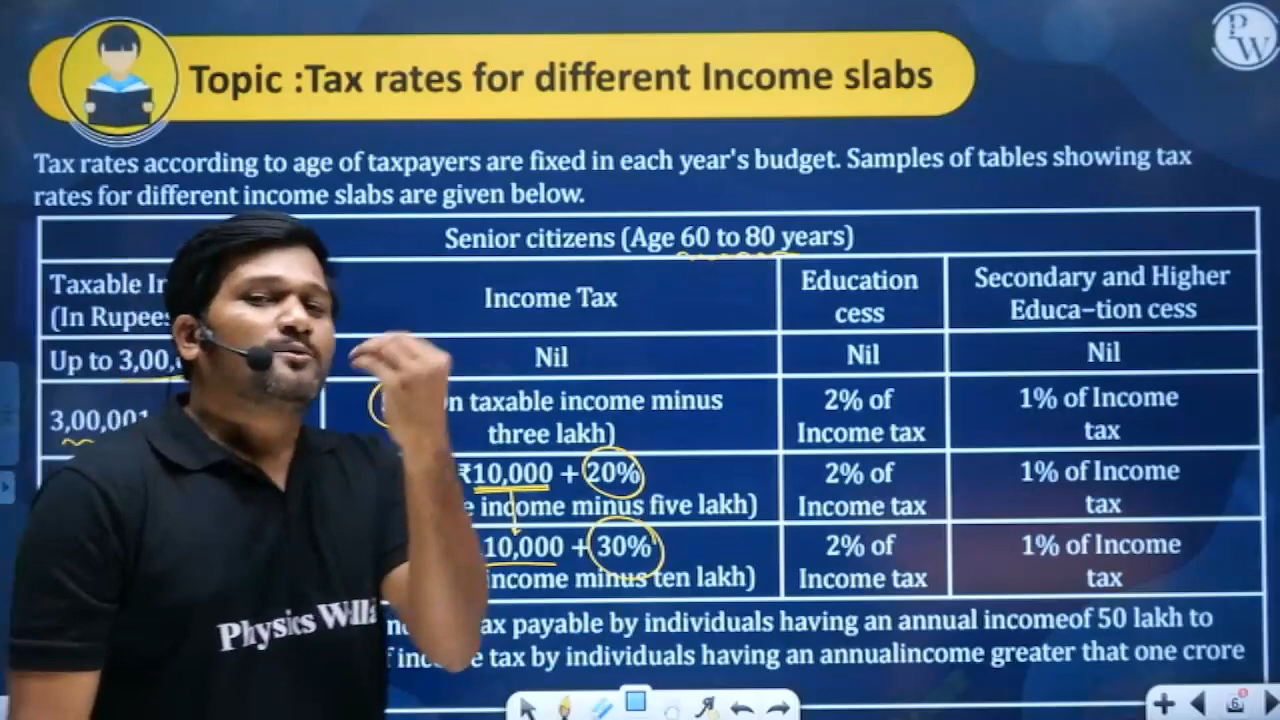 P
W
Topic :Tax rates for different Income slabs
Tax rates according to age of taxpayers are fixed in each year's budget. Samples of tables showing tax
rates for different income slabs are given below.
Senior citizens (Age 60 to 80 years)
Taxable
(In
Income Tax
Education
cess
Secondary and Higher
Educa-tion cess
Up to
Nil
Nil
Nil
3,00,001
taxable income minus
three lakh)
2% of
Income tax
1% of Income
tax
₹10,000 + 20%
income minus five lakh)
2% of
Income tax
1% of Income
tax
10,000 + 30%
income minus ten lakh)
2% of
Income tax
1% of Income
tax
payable by individuals having an annual incomeof 50 lakh to
tax by individuals having an annualincome greater that one crore
Physics